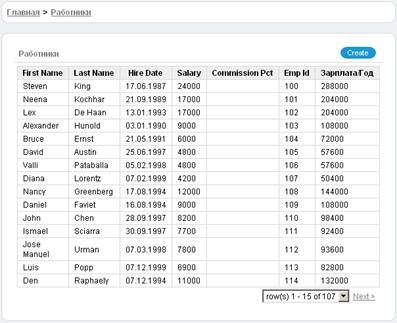 Главная > Работники
Работники Create
First Name Last Name Hire Date Salary Commission Pct Emp Id Зарплата/Год
Steven King 17.06.1987 24000 100 288000
Neena Kochhar 21.09.1989 17000 101 204000
Lex De Haan 13.01.1993 17000 102 204000
Alexander Hunold 03.01.1990 9000 103 108000
Bruce Ernst 21.05.1991 6000 104 72000
David Austin 25.06.1997 4800 105 57600
Valli Pataballa 05.02.1998 4800 106 57600
Diana Lorentz 07.02.1999 4200 107 50400
Nancy Greenberg 17.08.1994 12000 108 144000
Daniel Faviet 16.08.1994 9000 109 108000
John Chen 28.09.1997 8200 110 98400
Ismael Sciarra 30.09.1997 7700 111 92400
Jose Manuel Urman 07.03.1998 7800 112 93600
Luis Popp 07.12.1999 6900 113 82800
Den Raphaely 07.12.1994 11000 114 132000
row(s) 1 - 15 of 107 Next >